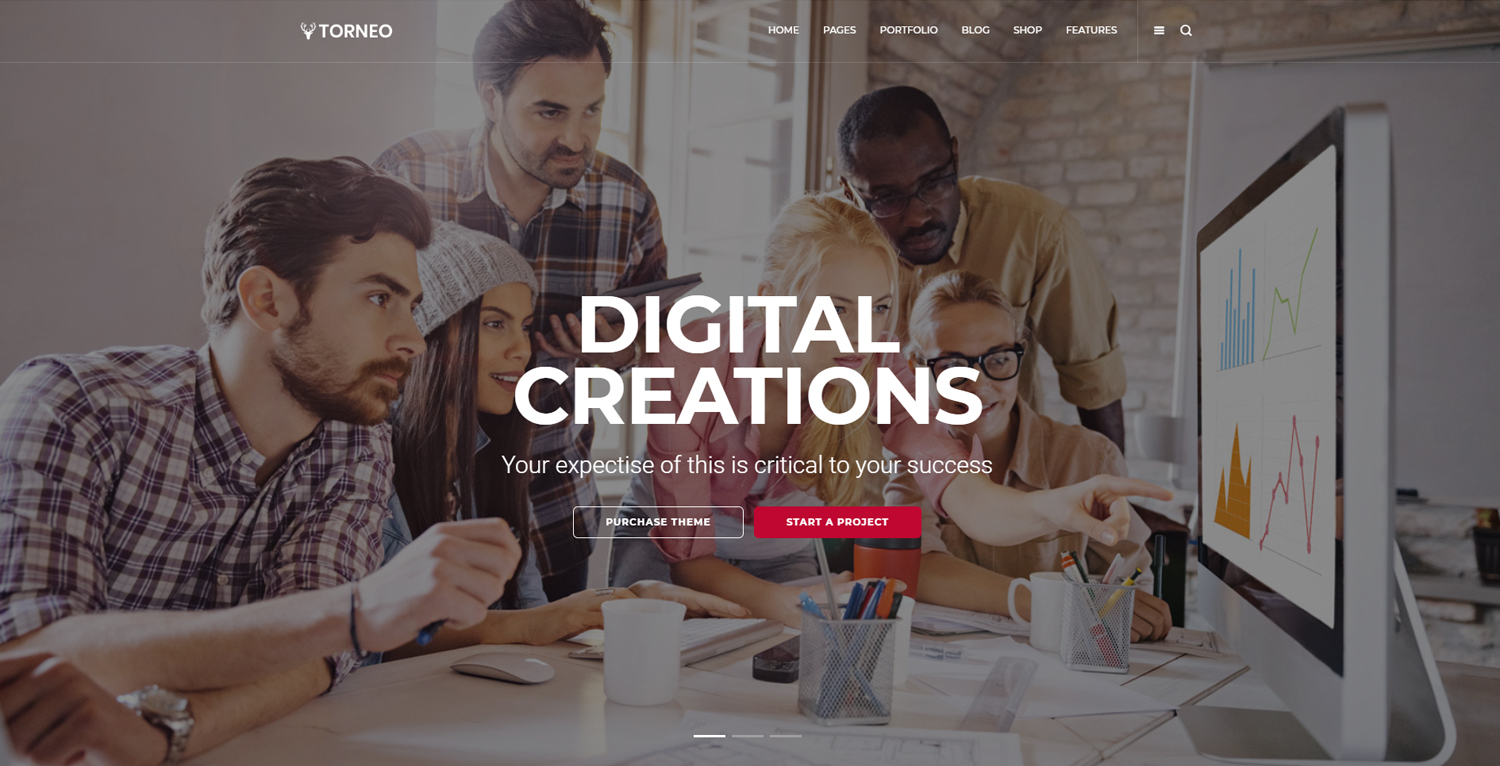 TORNEO
HOME PAGES PORTFOLIO BLOG SHOP FEATURES
DIGITAL
CREATIONS
Your expectise of this is critical to your success
PURCHASE THEME START A PROJECT